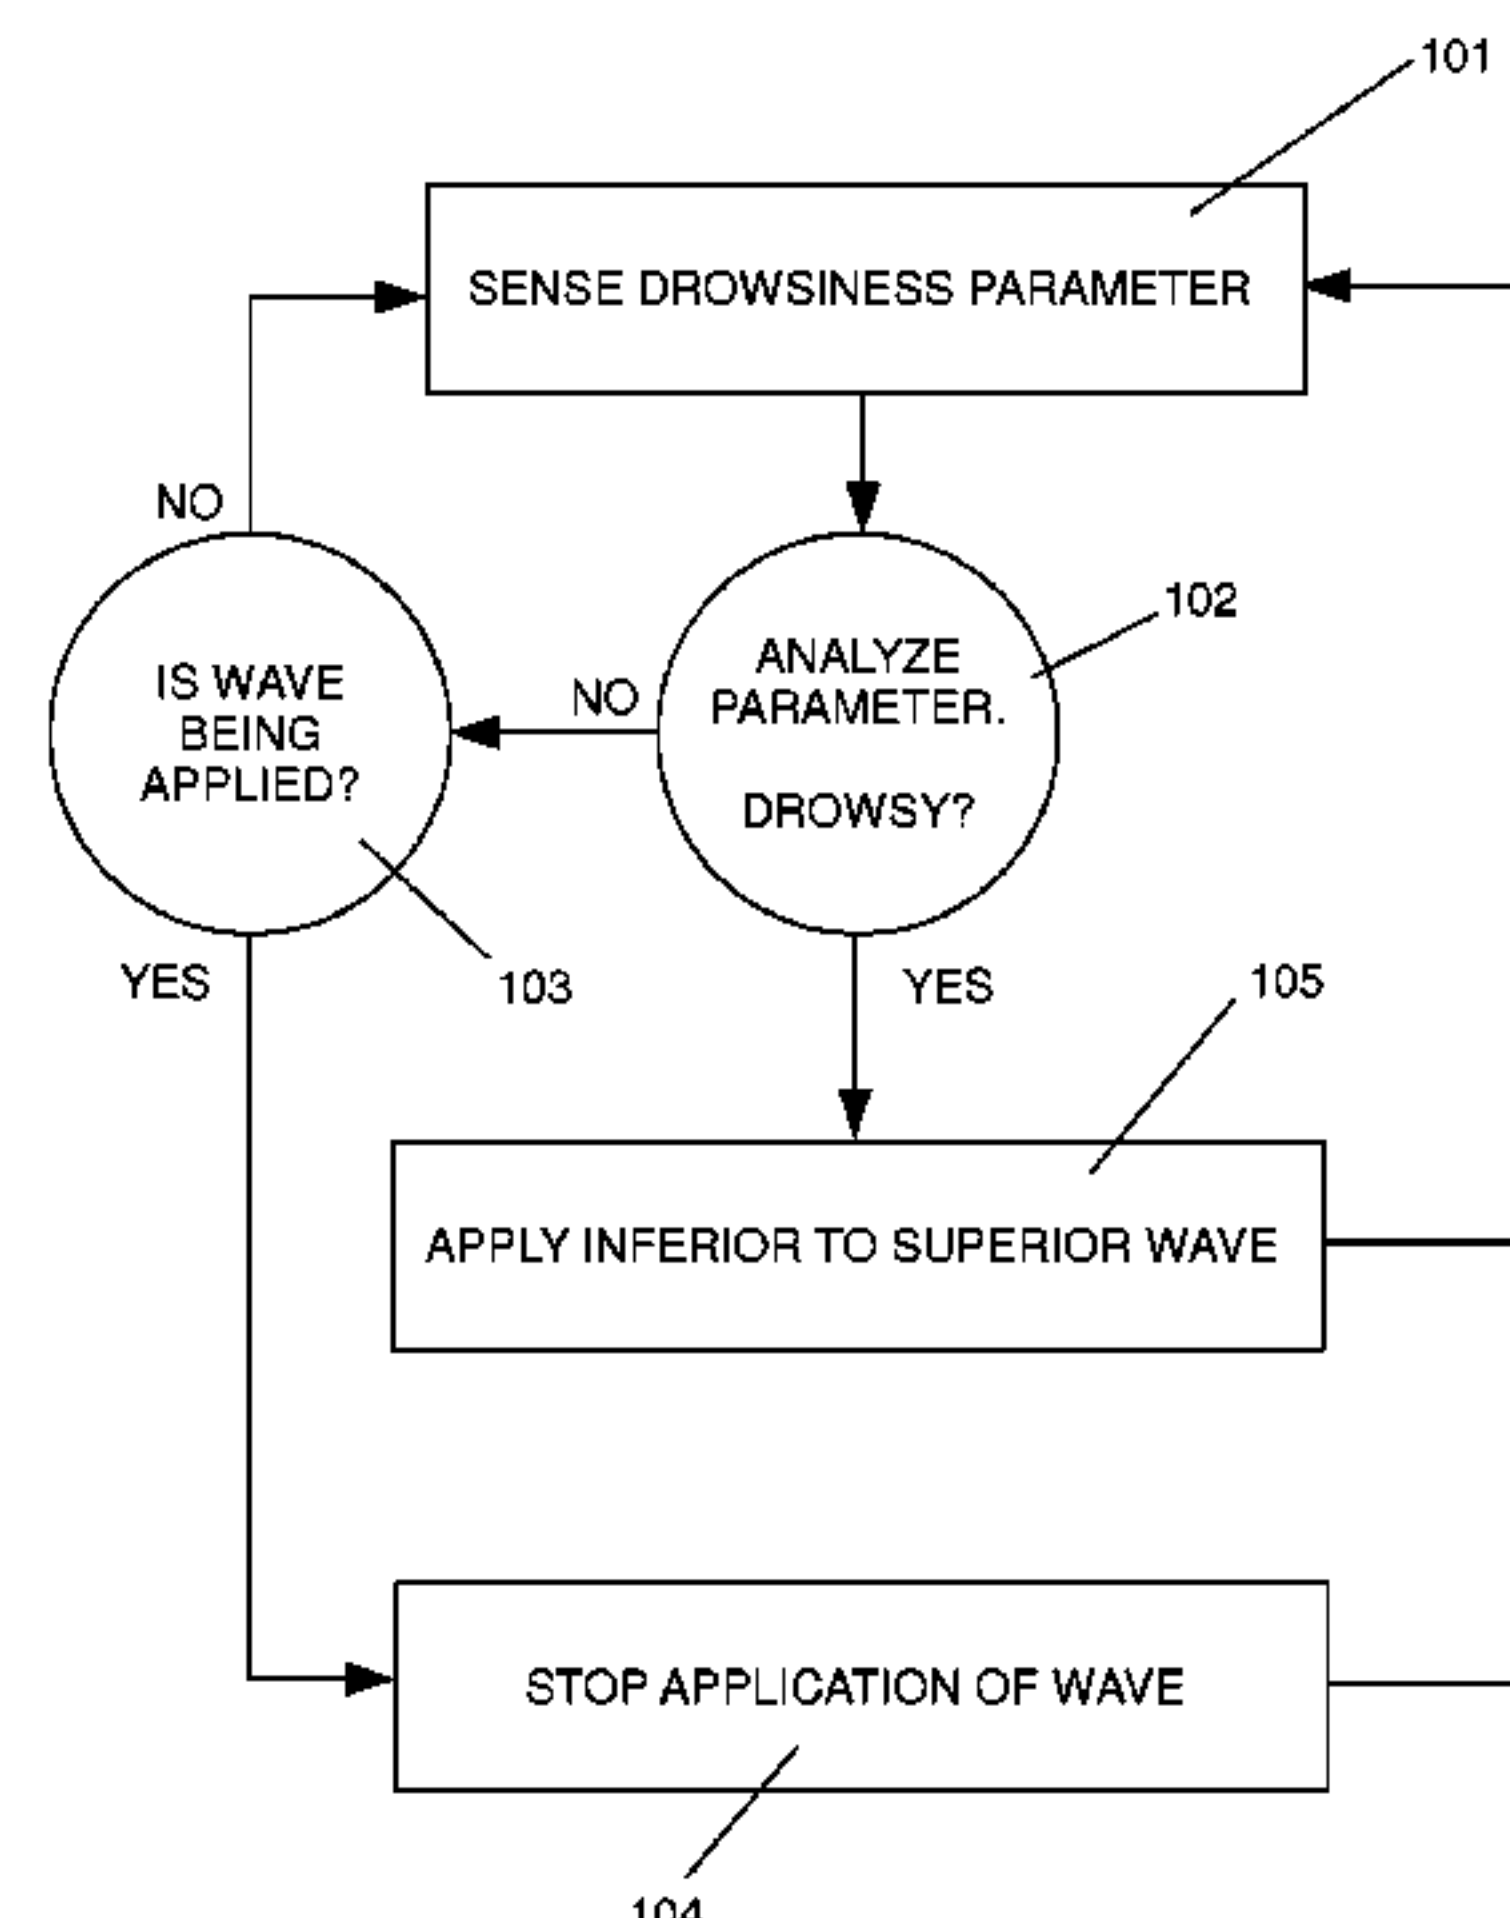 101
SENSE DROWSINESS PARAMETER
NO
102
IS WAVE
BEING
APPLIED?
NO
ANALYZE
PARAMETER.
DROWSY?
YES
103
YES
105
APPLY INFERIOR TO SUPERIOR WAVE
STOP APPLICATION OF WAVE
104